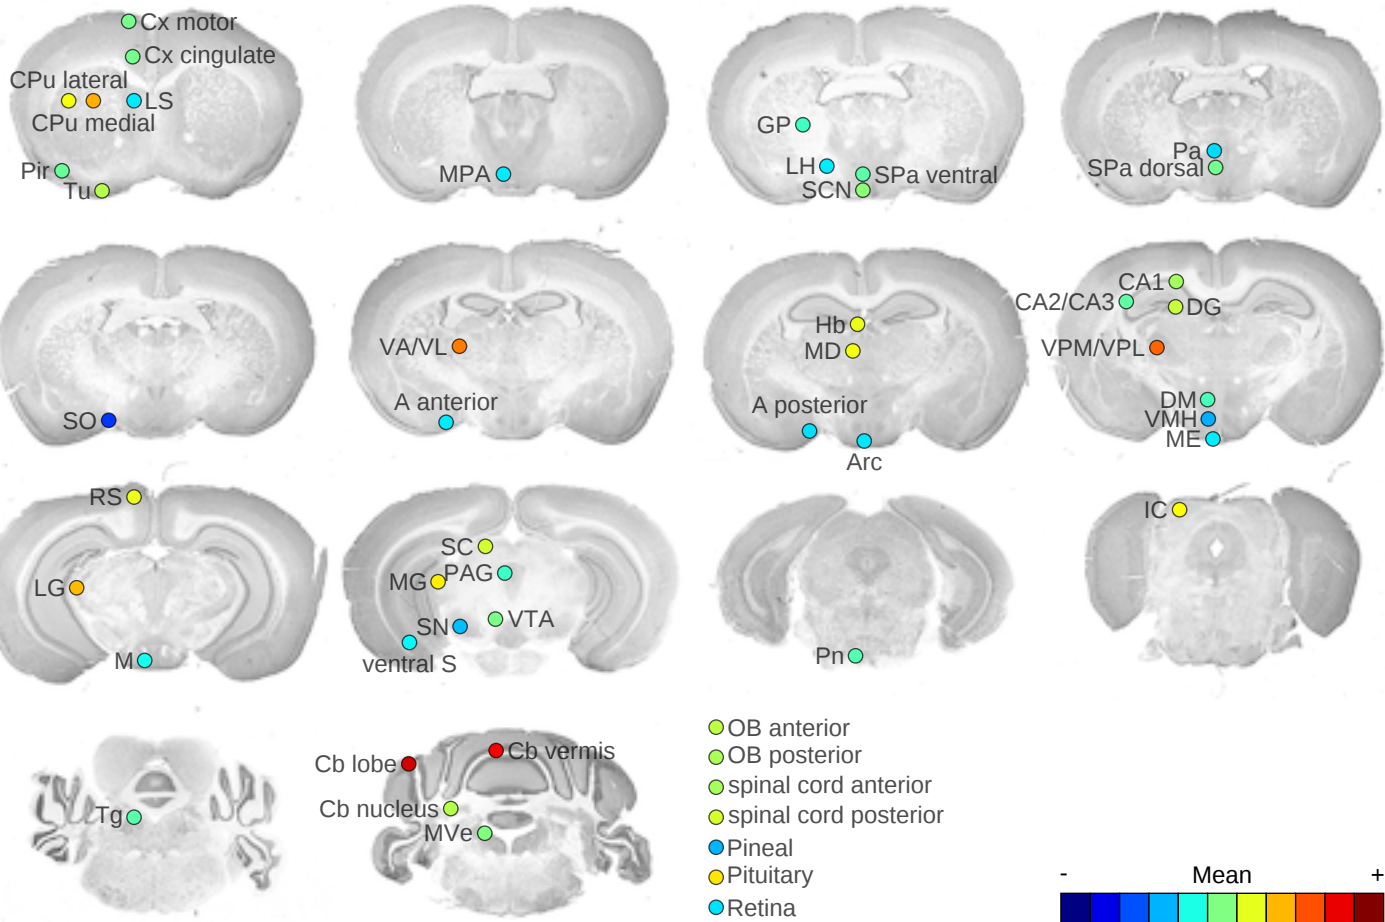 Cx motor
Cx cingulate
CPu lateral
LS
CPu medial
Pir
Tu
MPA
GP
LH
SPa ventral
SCN
Pa
SPa dorsal
SO
VA/VL
A anterior
Hb
MD
A posterior
Arc
CA1
CA2/CA3
DG
VPM/VPL
DM
VMH
ME
RS
LG
M
SC
PAG
MG
VTA
SN
ventral S
Pn
IC
Tg
Cb lobe
Cb vermis
Cb nucleus
MVe
OB anterior
OB posterior
spinal cord anterior
spinal cord posterior
Pineal
Pituitary
Retina
- Mean +